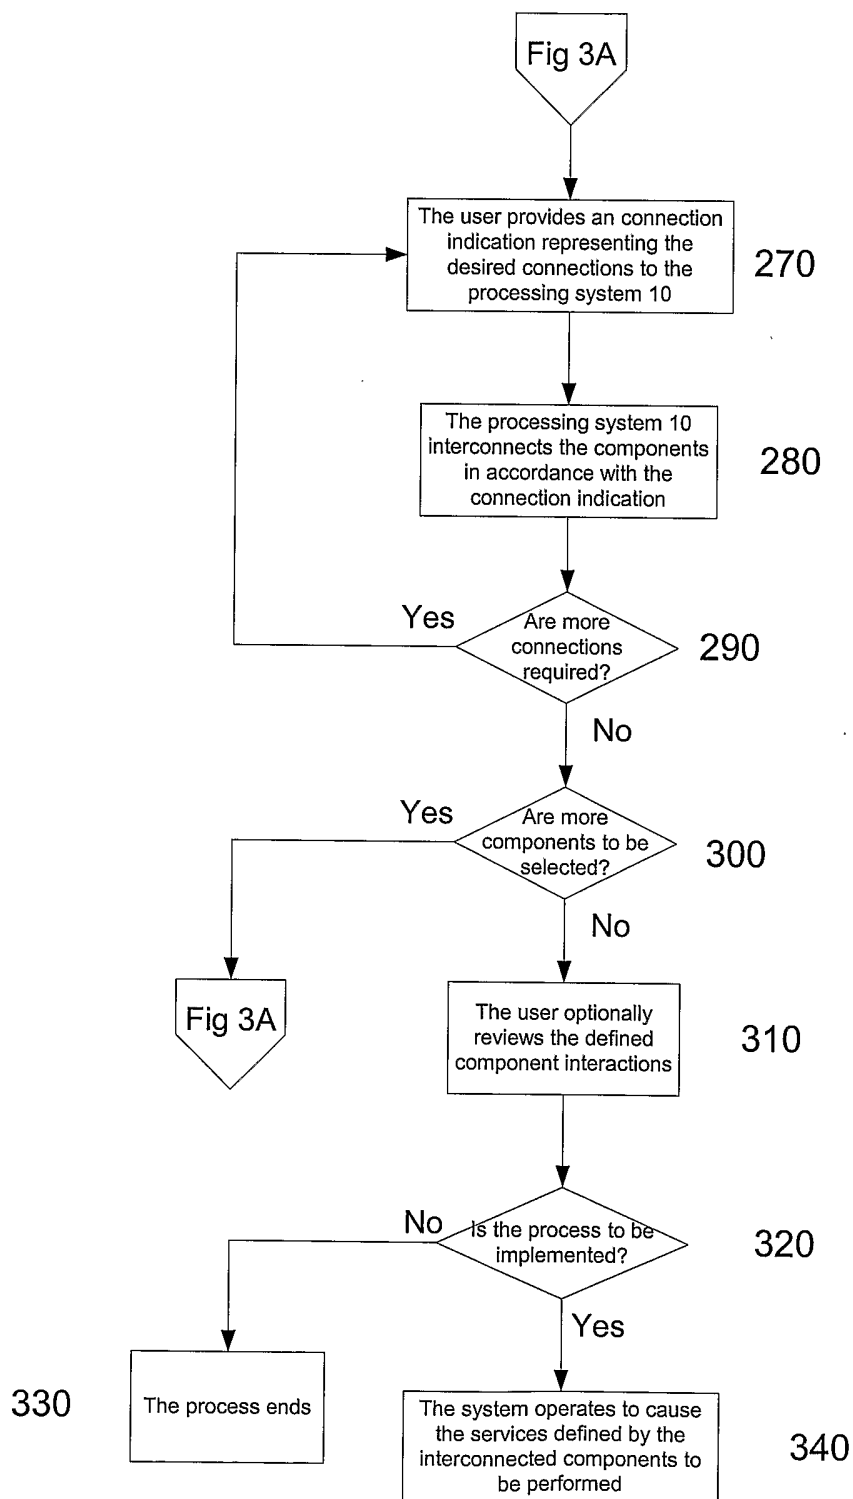 Fig 3A
The user provides an connection
indication representing the
desired connections to the
processing system 10
270
The processing system 10
interconnects the components
in accordance with the
connection indication
280
Yes
Are more
connections
required?
290
No
Yes
Are more
components to be
selected?
300
No
Fig 3A
The user optionally
reviews the defined
component interactions
310
No
Is the process to be
implemented?
320
Yes
330
The process ends
The system operates to cause
the services defined by the
interconnected components to
be performed
340